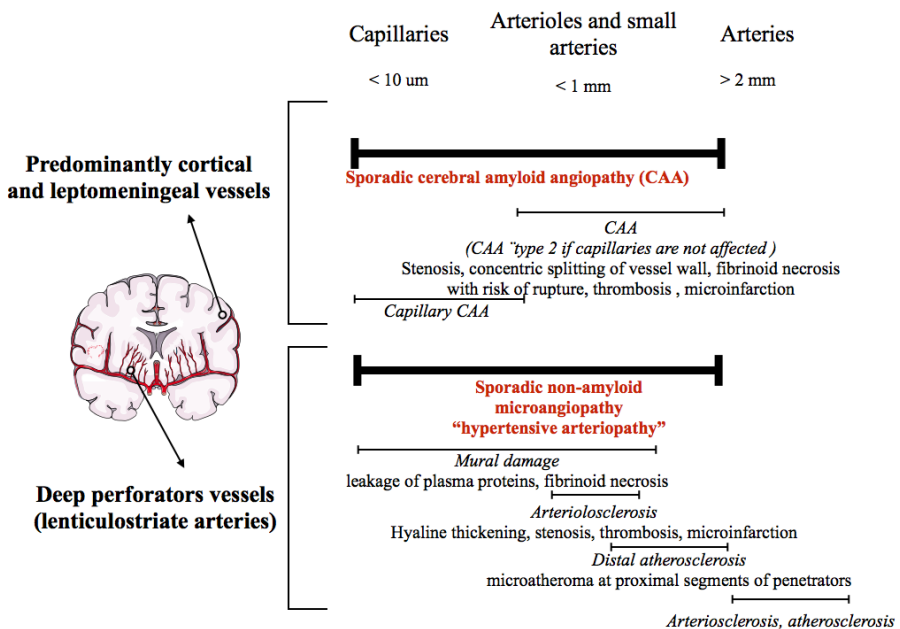 Capillaries
Arterioles and small
arteries
Arteries
< 10 um
< 1 mm
> 2 mm
Predominantly cortical
and leptomeningeal vessels
Sporadic cerebral amyloid angiopathy (CAA)
CAA
(CAA ¨type 2 if capillaries are not affected )
Stenosis, concentric splitting of vessel wall, fibrinoid necrosis
with risk of rupture, thrombosis , microinfarction
Capillary CAA
Sporadic non-amyloid
microangiopathy
“hypertensive arteriopathy”
Mural damage
leakage of plasma proteins, fibrinoid necrosis
Deep perforators vessels
(lenticulostriate arteries)
Arteriolosclerosis
Hyaline thickening, stenosis, thrombosis, microinfarction
Distal atherosclerosis
microatheroma at proximal segments of penetrators
Arteriosclerosis, atherosclerosis